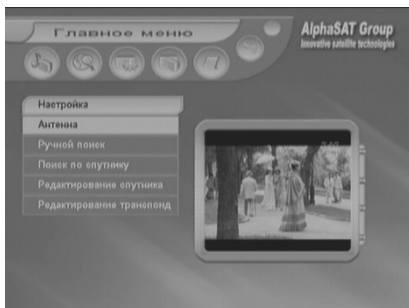 Главное меню
AlphaSAT Group
Innovative satellite technologies
Настройка
Антенна
Ручной поиск
Поиск по спутнику
Редактирование спутника
Редактирование транспонд